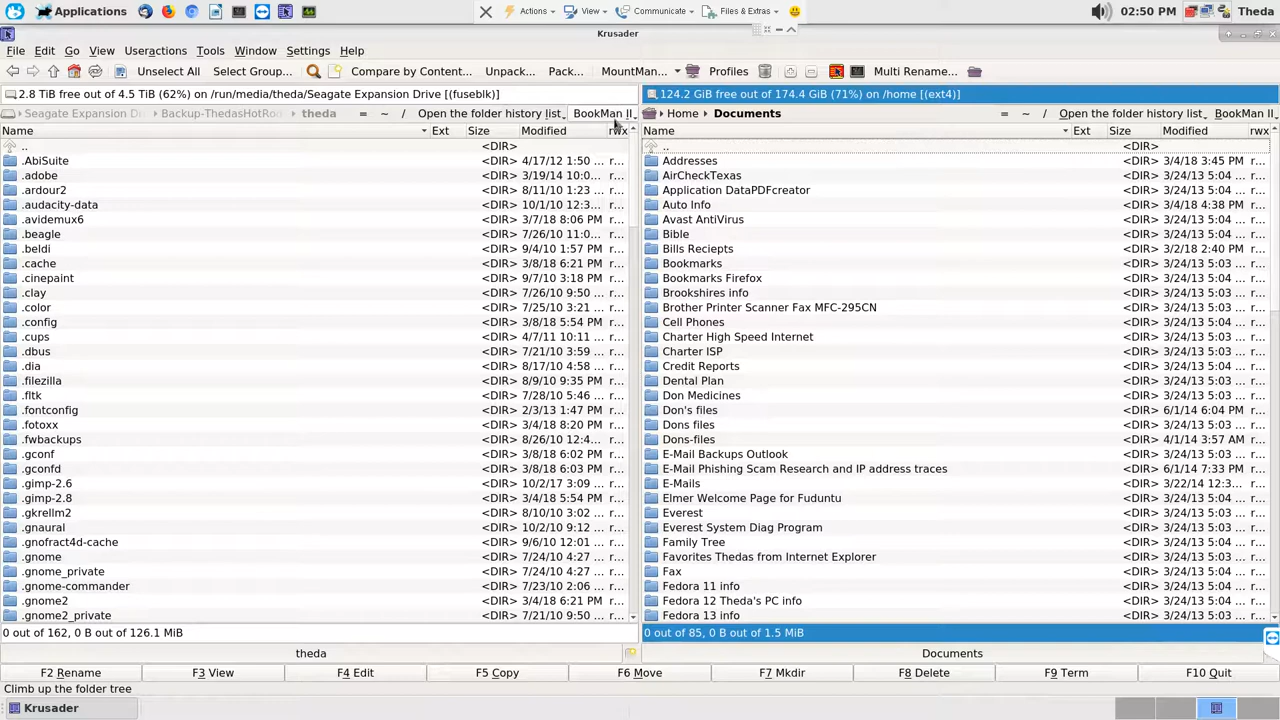 Applications
Actions View Communicate Files & Extras
02:50 PM Theda
Krusader
File Edit Go View Useractions Tools Window Settings Help
Unselect All Select Group... Compare by Content... Unpack... Pack... MountMan... Profiles Multi Rename...
2.8 TiB free out of 4.5 TiB (62%) on /run/media/theda/Seagate Expansion Drive [(fuseblk)]
124.2 GiB free out of 174.4 GiB (71%) on /home [(ext4)]
Seagate Expansion D Backup-ThedasHotRod theda = ~ / Open the folder history list BookMan II
Home Documents = ~ / Open the folder history list BookMan II
Name Ext Size Modified rwx
.. <DIR>
.AbiSuite <DIR> 4/17/12 1:50 ... r...
.adobe <DIR> 3/19/14 10:0... r...
.ardour2 <DIR> 8/11/10 1:23 ... r...
.audacity-data <DIR> 10/1/10 12:3... r...
.avidemux6 <DIR> 3/7/18 8:06 PM r...
.beagle <DIR> 7/26/10 11:0... r...
.beldi <DIR> 9/4/10 1:57 PM r...
.cache <DIR> 3/8/18 6:21 PM r...
.cinepaint <DIR> 9/7/10 3:18 PM r...
.clay <DIR> 7/26/10 9:50 ... r...
.color <DIR> 7/25/10 3:21 ... r...
.config <DIR> 3/8/18 5:54 PM r...
.cups <DIR> 4/7/11 10:11 ... r...
.dbus <DIR> 7/21/10 3:59 ... r...
.dia <DIR> 8/17/10 4:58 ... r...
.filezilla <DIR> 8/9/10 9:35 PM r...
.fltk <DIR> 7/28/10 5:46 ... r...
.fontconfig <DIR> 2/3/13 1:47 PM r...
.fotoxx <DIR> 3/4/18 8:20 PM r...
.fwbackups <DIR> 8/26/10 12:4... r...
.gconf <DIR> 3/8/18 6:02 PM r...
.gconfd <DIR> 3/8/18 6:03 PM r...
.gimp-2.6 <DIR> 10/2/17 3:09 ... r...
.gimp-2.8 <DIR> 3/4/18 5:54 PM r...
.gkrellm2 <DIR> 8/10/10 3:02 ... r...
.gnaural <DIR> 10/2/10 9:12 ... r...
.gnofract4d-cache <DIR> 9/6/10 12:01 ... r...
.gnome <DIR> 7/24/10 4:27 ... r...
.gnome_private <DIR> 7/24/10 4:27 ... r...
.gnome-commander <DIR> 7/23/10 2:06 ... r...
.gnome2 <DIR> 3/4/18 6:21 PM r...
.gnome2_private <DIR> 7/21/10 9:50 ... r...
0 out of 162, 0 B out of 126.1 MiB
theda
Name Ext Size Modified rwx
.. <DIR>
Addresses <DIR> 3/4/18 3:45 PM r...
AirCheckTexas <DIR> 3/24/13 5:04 ... r...
Application DataPDFcreator <DIR> 3/24/13 5:04 ... r...
Auto Info <DIR> 3/4/18 4:38 PM r...
Avast AntiVirus <DIR> 3/24/13 5:04 ... r...
Bible <DIR> 3/24/13 5:04 ... r...
Bills Reciepts <DIR> 3/2/18 2:40 PM r...
Bookmarks <DIR> 3/24/13 5:04 ... r...
Bookmarks Firefox <DIR> 3/24/13 5:04 ... r...
Brookshires info <DIR> 3/24/13 5:04 ... r...
Brother Printer Scanner Fax MFC-295CN <DIR> 3/24/13 5:03 ... r...
Cell Phones <DIR> 3/24/13 5:04 ... r...
Charter High Speed Internet <DIR> 3/24/13 5:04 ... r...
Charter ISP <DIR> 3/24/13 5:03 ... r...
Credit Reports <DIR> 3/24/13 5:04 ... r...
Dental Plan <DIR> 3/24/13 5:03 ... r...
Don Medicines <DIR> 3/24/13 5:04 ... r...
Don's files <DIR> 6/1/14 6:04 PM r...
Dons files <DIR> 3/24/13 5:03 ... r...
Dons-files <DIR> 4/1/14 3:57 AM r...
E-Mail Backups Outlook <DIR> 3/24/13 5:03 ... r...
E-Mail Phishing Scam Research and IP address traces <DIR> 6/1/14 7:33 PM r...
E-Mails <DIR> 3/22/14 12:3... r...
Elmer Welcome Page for Fuduntu <DIR> 3/24/13 5:03 ... r...
Everest <DIR> 3/24/13 5:03 ... r...
Everest System Diag Program <DIR> 3/24/13 5:03 ... r...
Family Tree <DIR> 3/24/13 5:04 ... r...
Favorites Thedas from Internet Explorer <DIR> 3/24/13 5:03 ... r...
Fax <DIR> 3/24/13 5:03 ... r...
Fedora 11 info <DIR> 3/24/13 5:04 ... r...
Fedora 12 Theda's PC info <DIR> 3/24/13 5:03 ... r...
Fedora 13 info <DIR> 3/24/13 5:03 ... r...
0 out of 85, 0 B out of 1.5 MiB
Documents
F2 Rename F3 View F4 Edit F5 Copy F6 Move F7 Mkdir F8 Delete F9 Term F10 Quit
Climb up the folder tree
Krusader